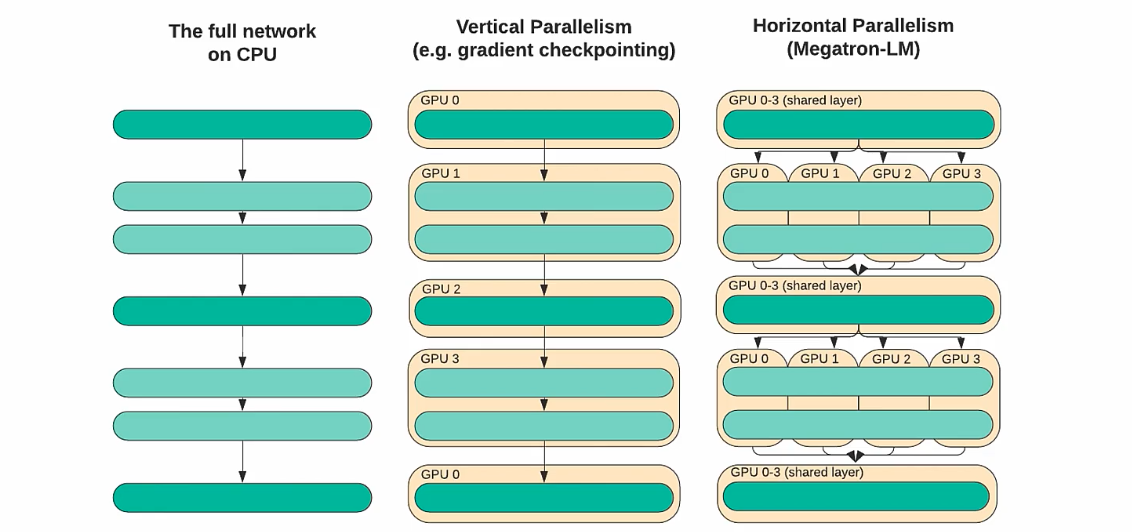 The full network
on CPU
Vertical Parallelism
(e.g. gradient checkpointing)
Horizontal Parallelism
(Megatron-LM)
GPU 0
GPU 1
GPU 2
GPU 3
GPU 0
GPU 0-3 (shared layer)
GPU 0 GPU 1 GPU 2 GPU 3
GPU 0-3 (shared layer)
GPU 0 GPU 1 GPU 2 GPU 3
GPU 0-3 (shared layer)